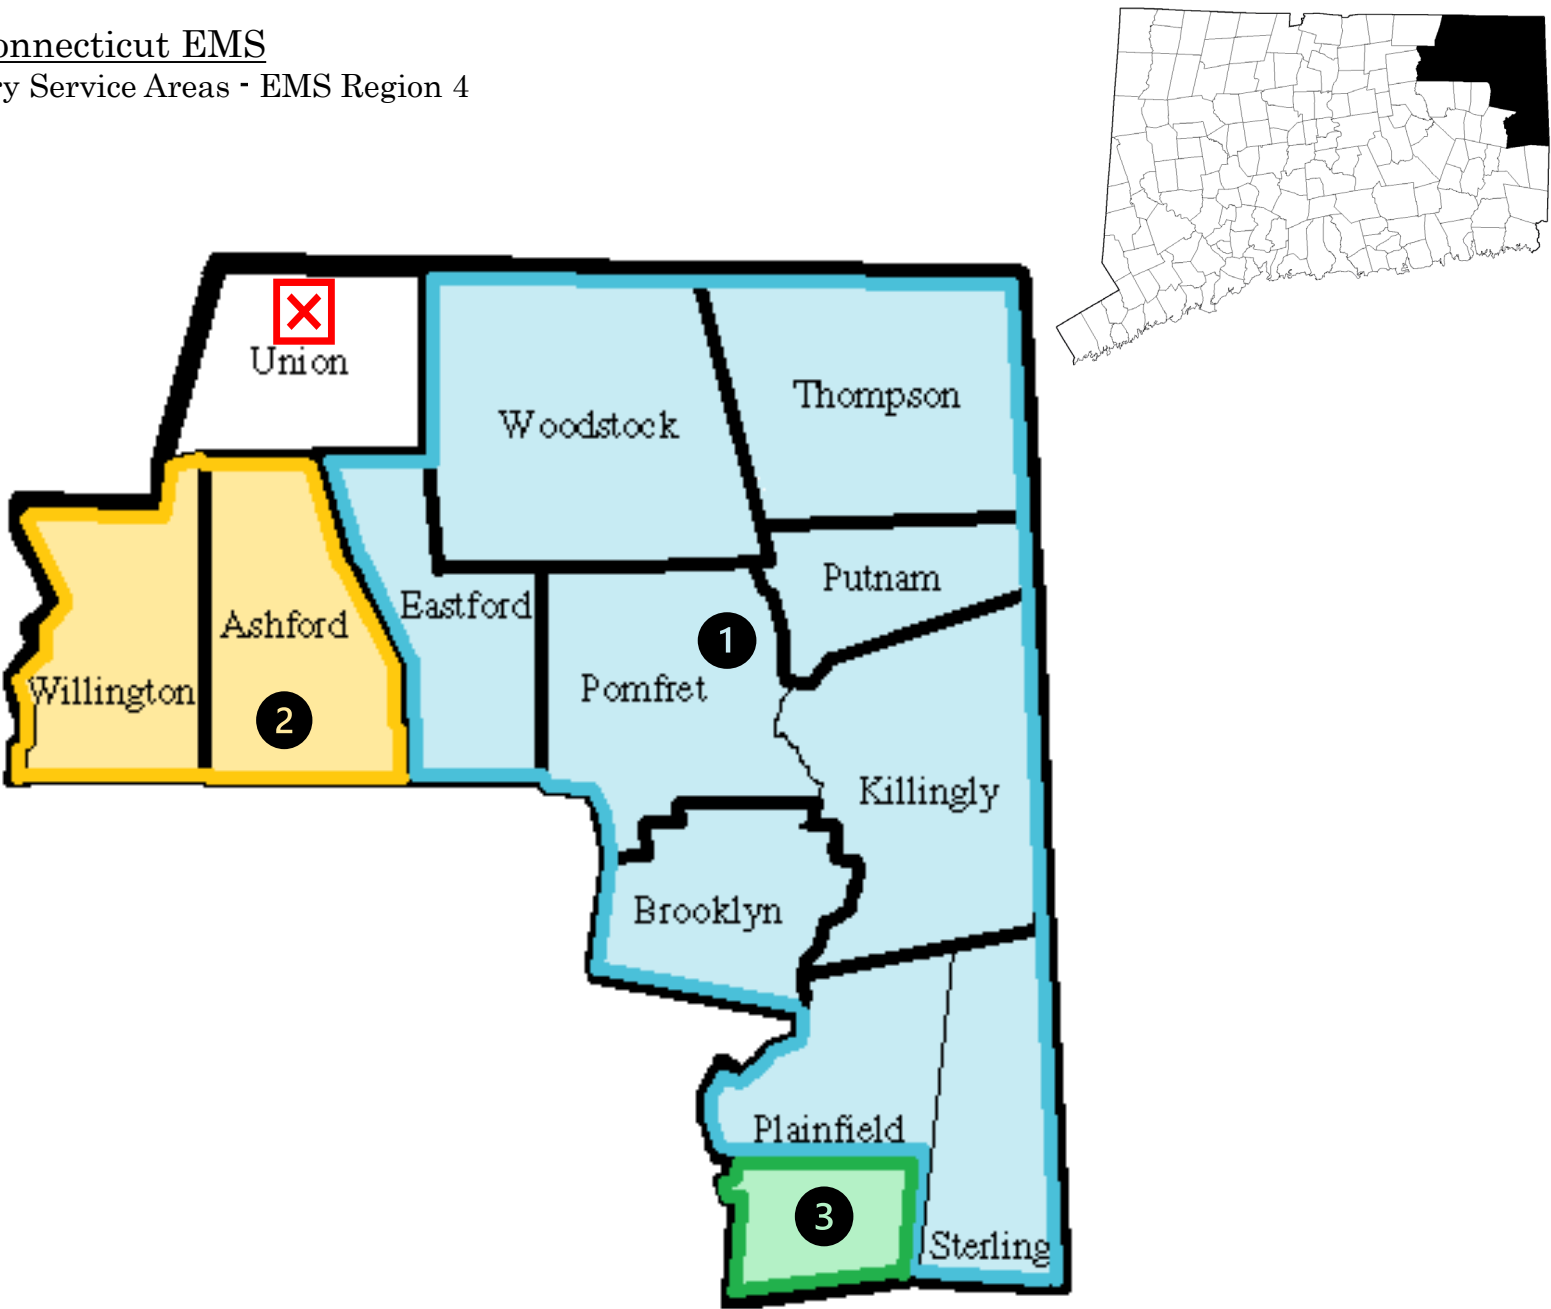 onnecticut EMS
ry Service Areas - EMS Region 4
Union
Woodstock
Thompson
Putnam
Eastford
Ashford
1
Pomfret
Willington
2
Killingly
Brooklyn
Plainfield
3
Sterling